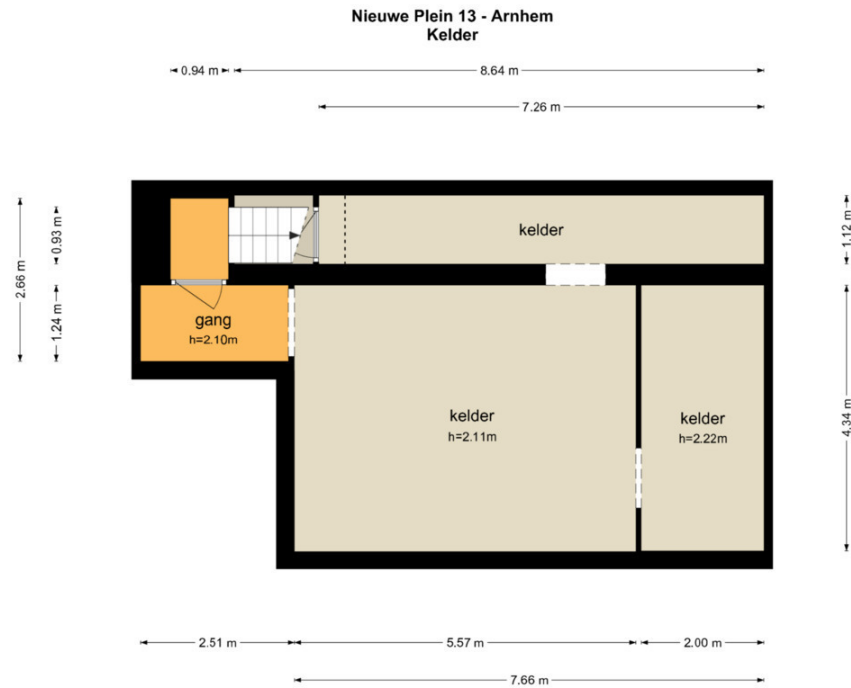 Nieuwe Plein 13 - Arnhem
Kelder
0.94 m
8.64 m
7.26 m
2.66 m
0.93 m
1.24 m
kelder
1.12 m
gang
h=2.10m
kelder
h=2.11m
kelder
h=2.22m
4.34 m
2.51 m
5.57 m
2.00 m
7.66 m